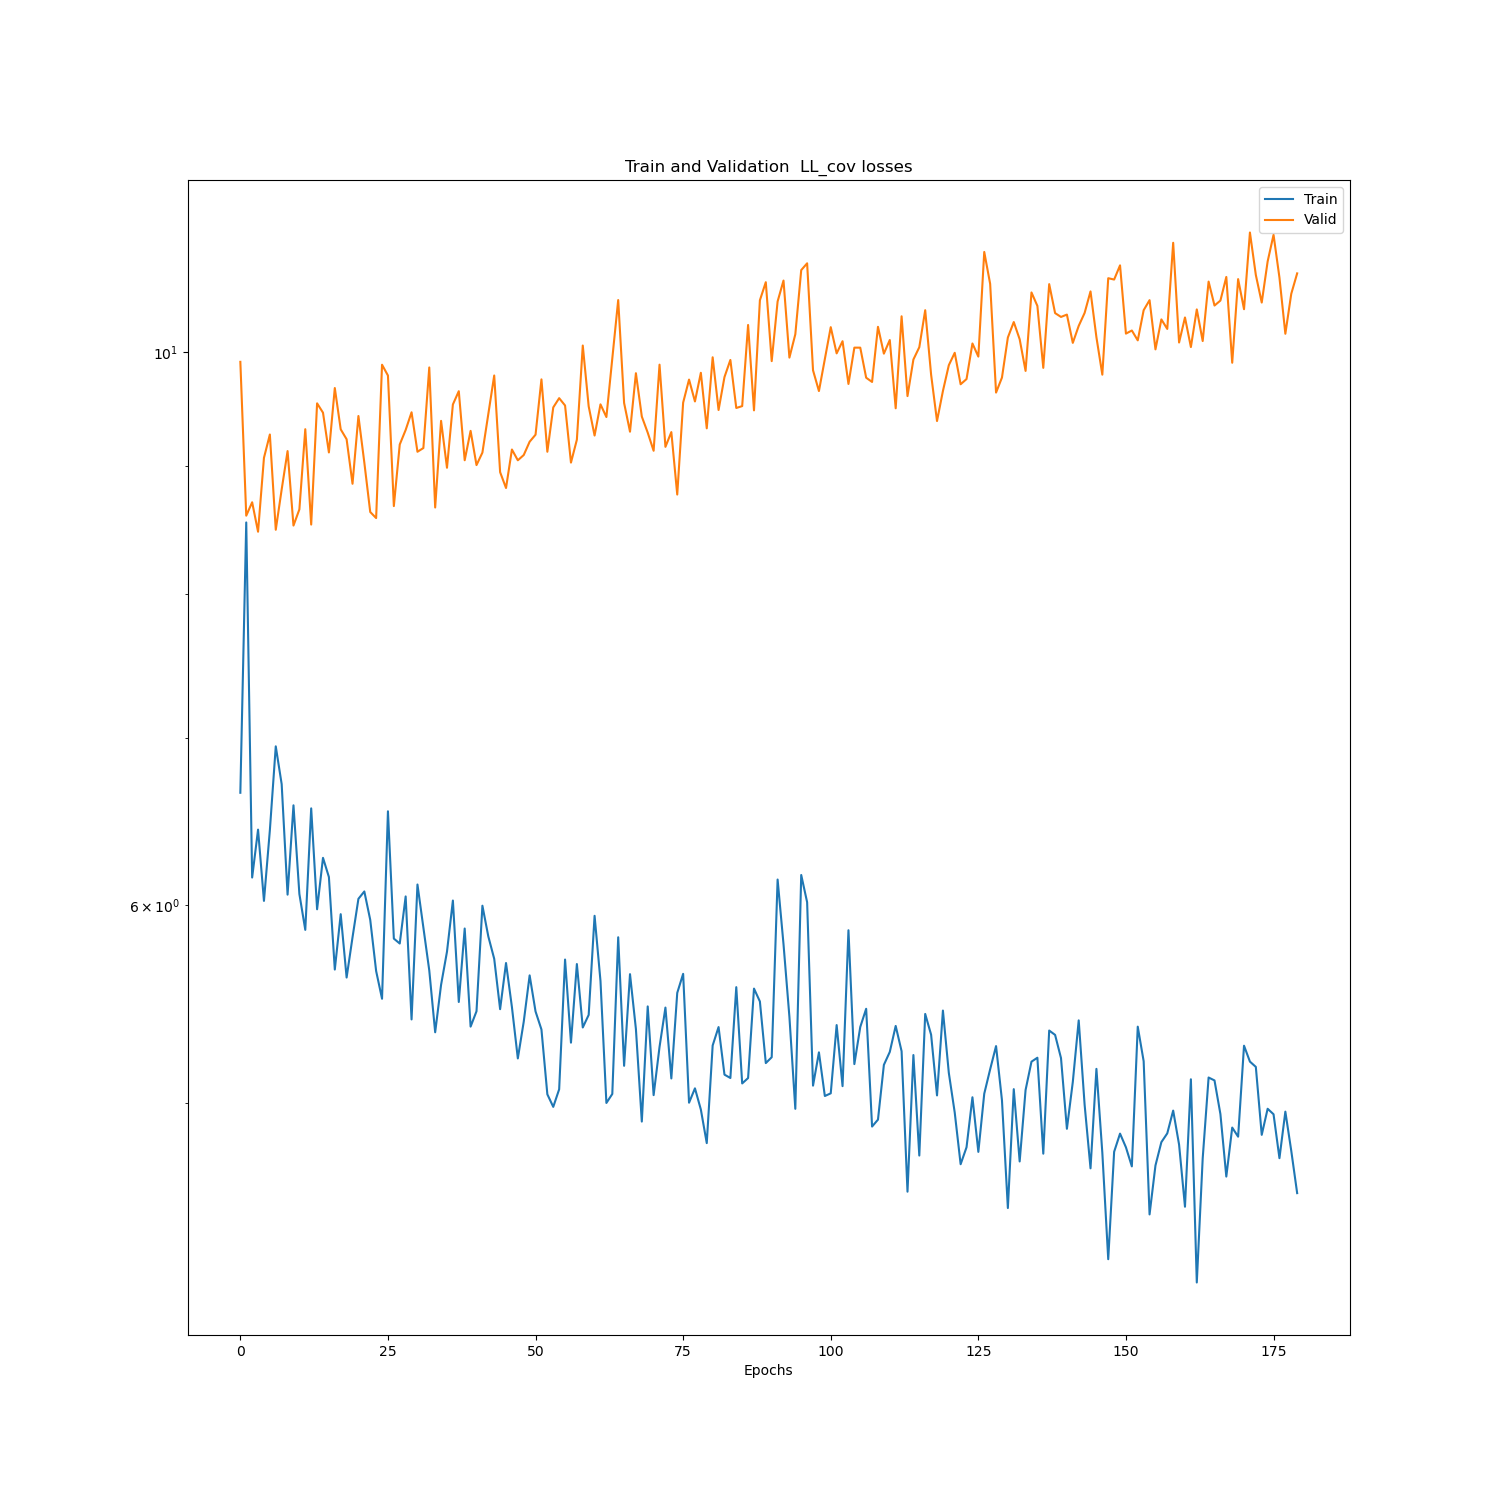 Train and Validation  LL_cov losses
Train
Valid
10¹
6 × 10⁰
0 25 50 75 100 125 150 175
Epochs